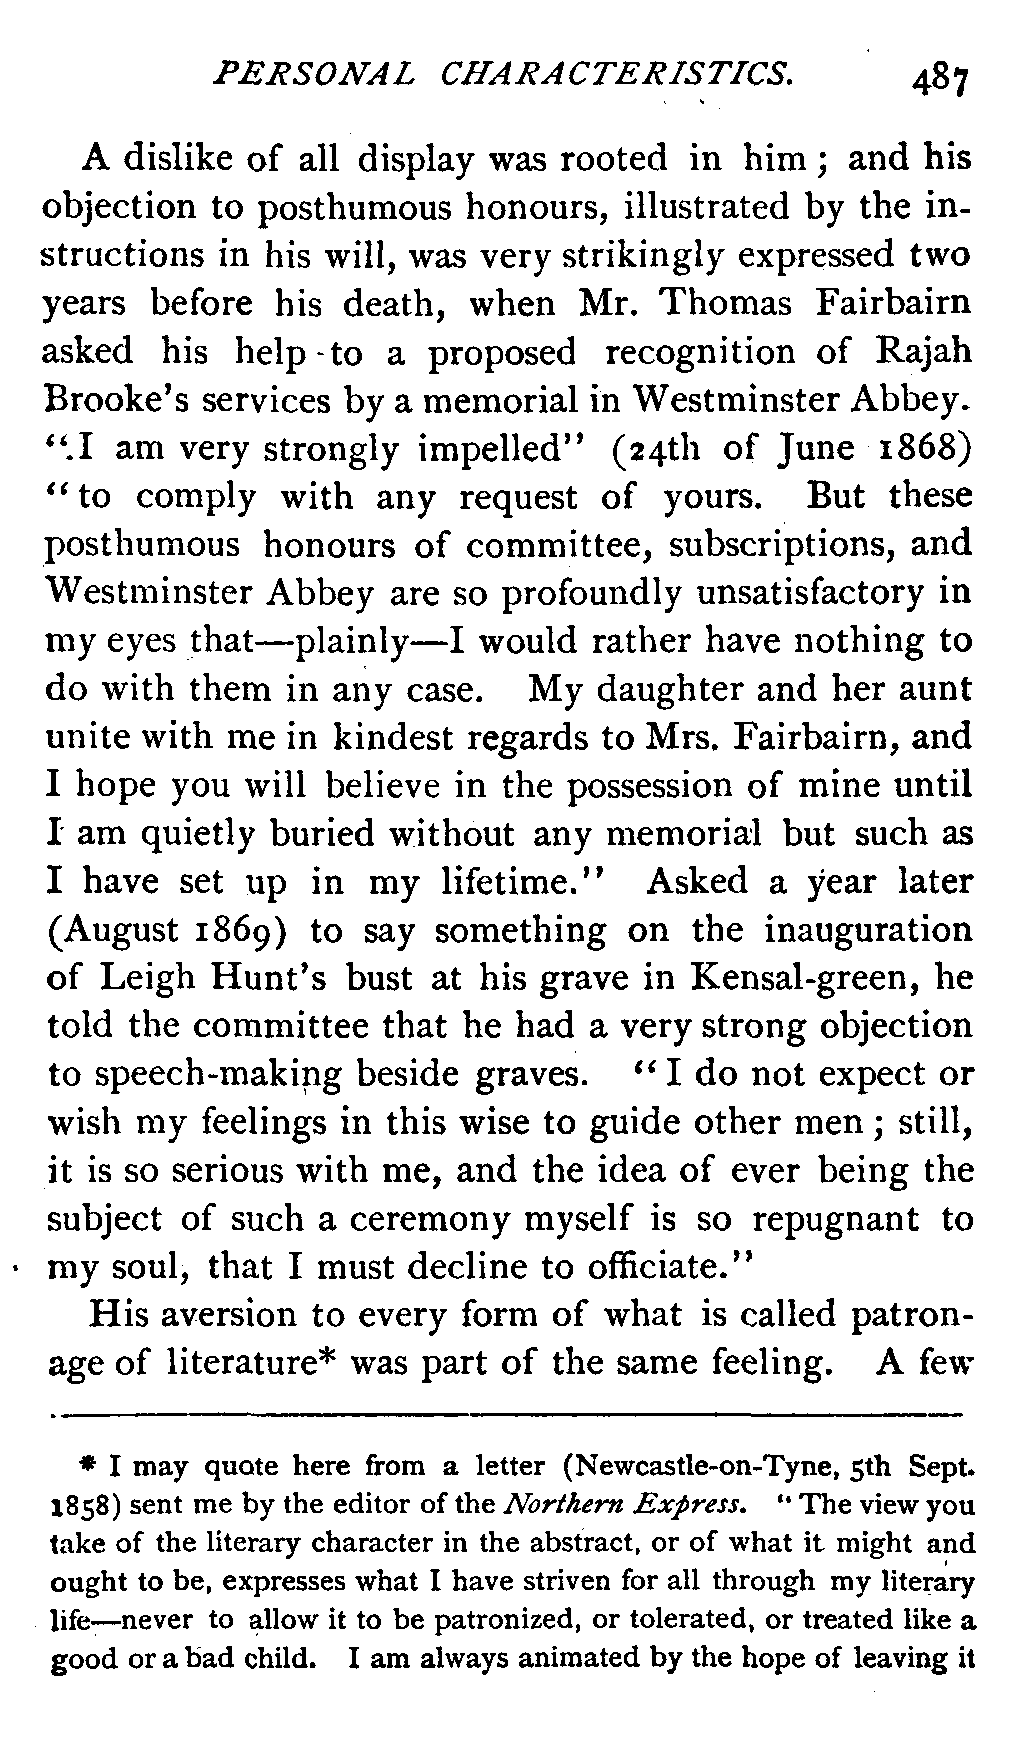 PERSONAL CHARACTERISTICS. 487
A dislike of all display was rooted in him ; and his
objection to posthumous honours, illustrated by the in-
structions in his will, was very strikingly expressed two
years before his death, when Mr. Thomas Fairbairn
asked his help to a proposed recognition of Rajah
Brooke's services by a memorial in Westminster Abbey.
“I am very strongly impelled” (24th of June 1868)
“to comply with any request of yours. But these
posthumous honours of committee, subscriptions, and
Westminster Abbey are so profoundly unsatisfactory in
my eyes that—plainly—I would rather have nothing to
do with them in any case. My daughter and her aunt
unite with me in kindest regards to Mrs. Fairbairn, and
I hope you will believe in the possession of mine until
I am quietly buried without any memorial but such as
I have set up in my lifetime.” Asked a year later
(August 1869) to say something on the inauguration
of Leigh Hunt's bust at his grave in Kensal-green, he
told the committee that he had a very strong objection
to speech-making beside graves. “I do not expect or
wish my feelings in this wise to guide other men ; still,
it is so serious with me, and the idea of ever being the
subject of such a ceremony myself is so repugnant to
my soul, that I must decline to officiate.”
His aversion to every form of what is called patron-
age of literature* was part of the same feeling. A few
* I may quote here from a letter (Newcastle-on-Tyne, 5th Sept.
1858) sent me by the editor of the Northern Express. “The view you
take of the literary character in the abstract, or of what it might and
ought to be, expresses what I have striven for all through my literary
life—never to allow it to be patronized, or tolerated, or treated like a
good or a bad child. I am always animated by the hope of leaving it